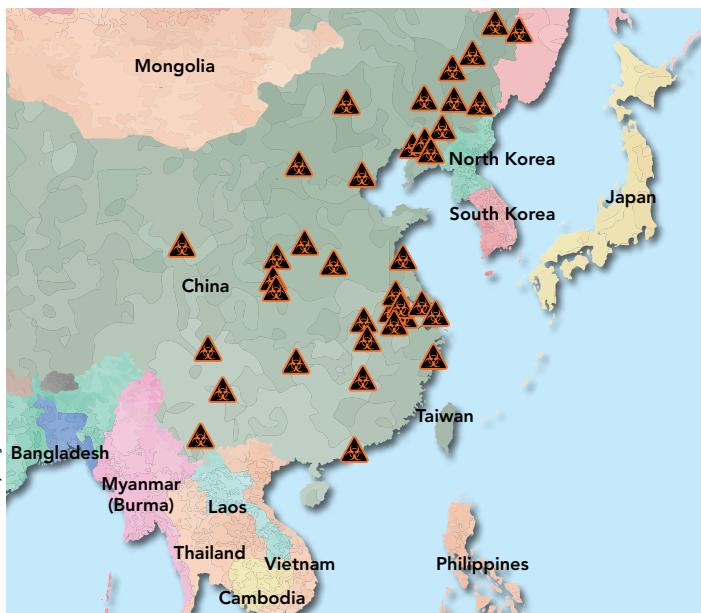 Mongolia
North Korea
Japan
South Korea
China
Taiwan
Bangladesh
Myanmar
(Burma)
Laos
Thailand
Vietnam
Philippines
Cambodia